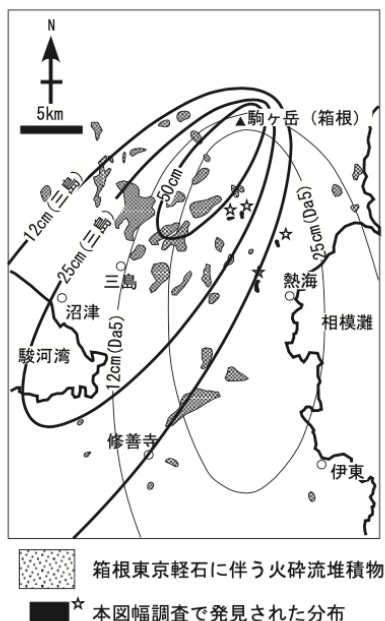 N
5km
駒ヶ岳（箱根）
50cm
12cm(三島)
25cm(三島)
25cm(Da5)
三島
沼津
熱海
12cm(Da5)
相模灘
駿河湾
修善寺
伊東
箱根東京軽石に伴う火砕流堆積物
本図幅調査で発見された分布